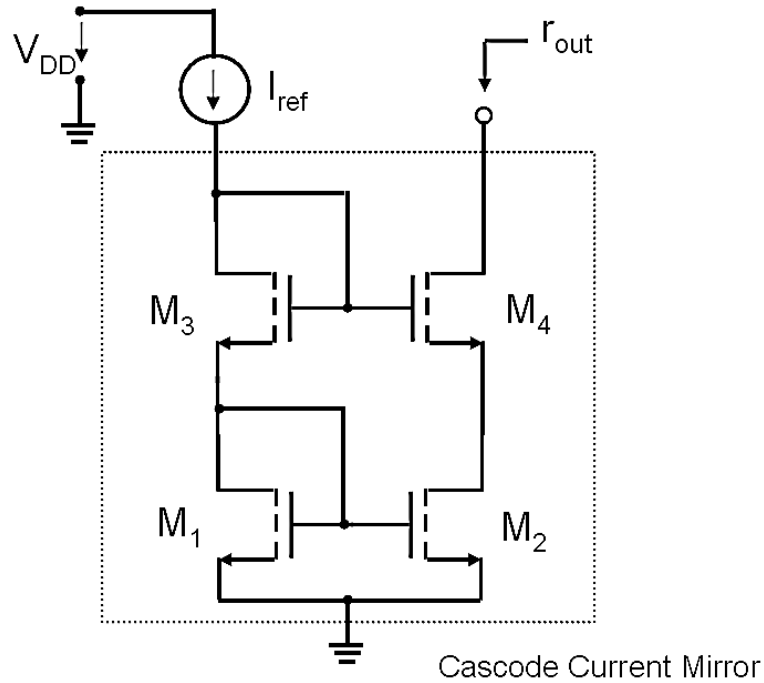 V_DD
I_ref
r_out
M_3
M_4
M_1
M_2
Cascode Current Mirror